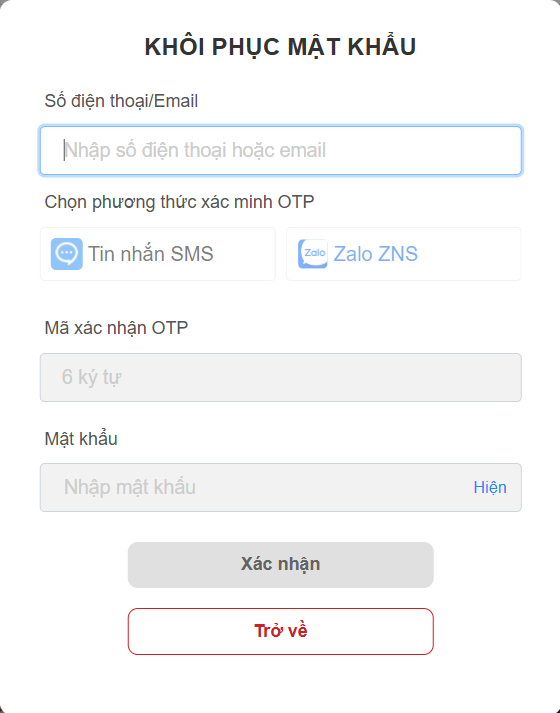 KHÔI PHỤC MẬT KHẨU
Số điện thoại/Email
Nhập số điện thoại hoặc email
Chọn phương thức xác minh OTP
Tin nhắn SMS
Zalo Zalo ZNS
Mã xác nhận OTP
6 ký tự
Mật khẩu
Nhập mật khẩu Hiện
Xác nhận
Trở về